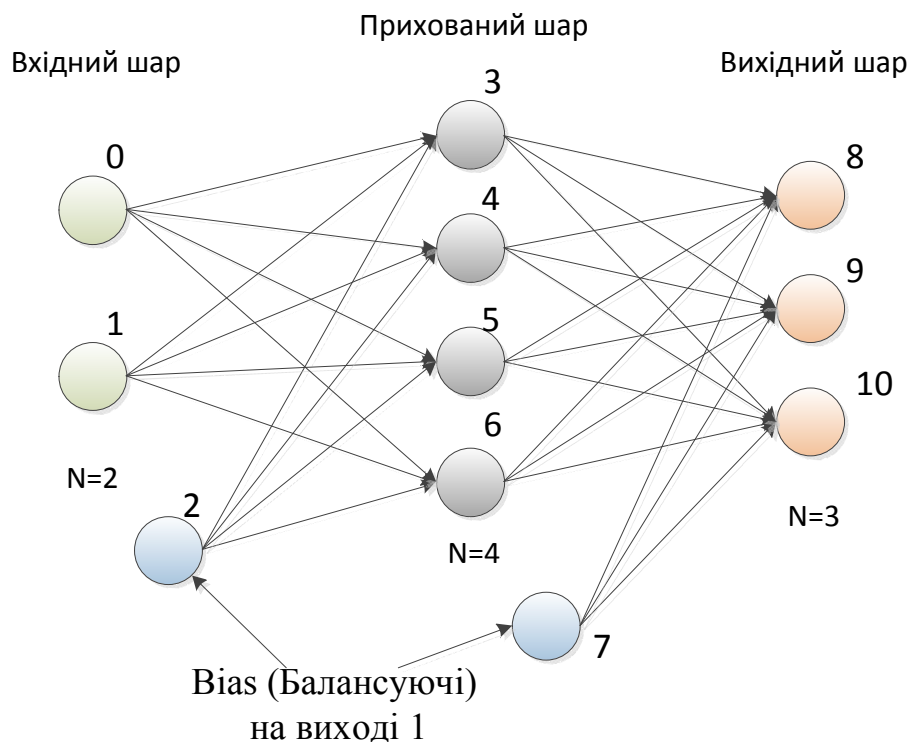 Прихований шар
Вхідний шар
Вихідний шар
3
0
8
4
9
1
5
10
6
N=2
2
N=3
N=4
7
Bias (Балансуючі)
на виході 1